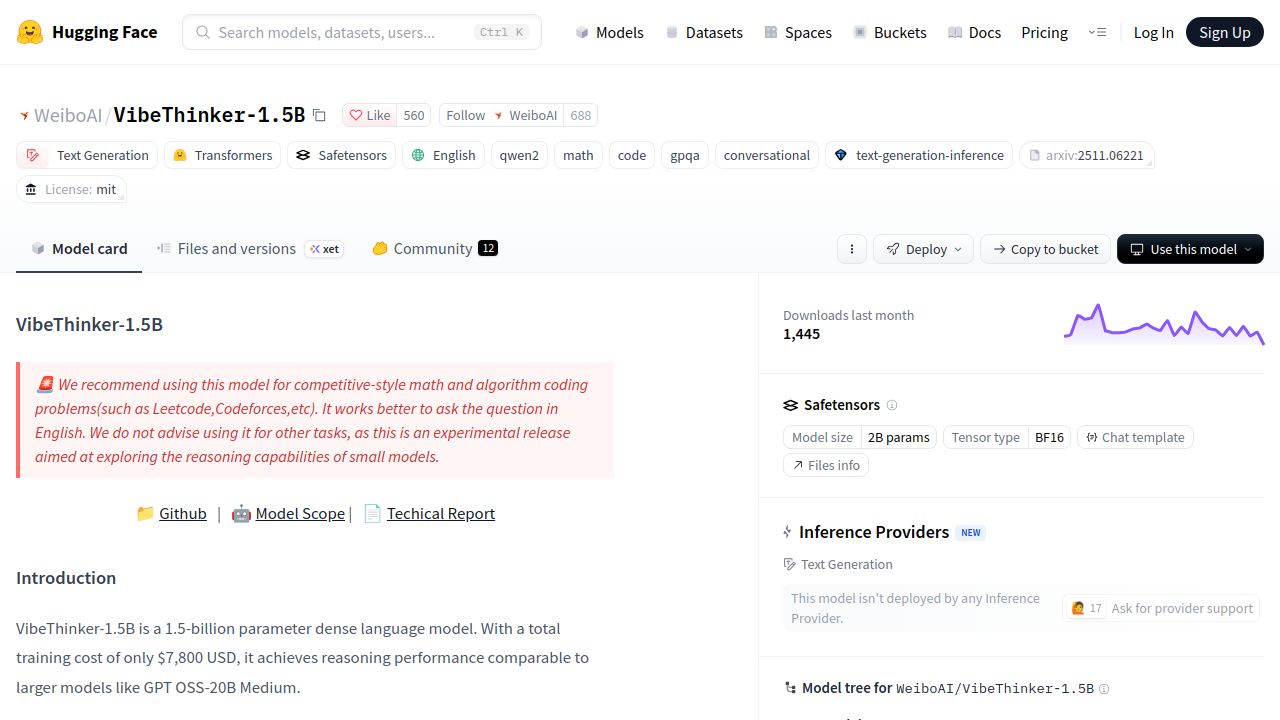 Hugging Face
Search models, datasets, users...
Ctrl K
Models
Datasets
Spaces
Buckets
Docs
Pricing
Log In
Sign Up
WeiboAI/VibeThinker-1.5B
Like 560
Follow WeiboAI 688
Text Generation
Transformers
Safetensors
English
qwen2
math
code
gpqa
conversational
text-generation-inference
arxiv:2511.06221
License: mit
Model card
Files and versions
xet
Community 12
Deploy
Copy to bucket
Use this model
VibeThinker-1.5B
🚨 We recommend using this model for competitive-style math and algorithm coding
problems(such as Leetcode,Codeforces,etc). It works better to ask the question in
English. We do not advise using it for other tasks, as this is an experimental release
aimed at exploring the reasoning capabilities of small models.
📁 Github | 🤖 Model Scope | 📄 Techical Report
Introduction
VibeThinker-1.5B is a 1.5-billion parameter dense language model. With a total
training cost of only $7,800 USD, it achieves reasoning performance comparable to
larger models like GPT OSS-20B Medium.
Downloads last month
1,445
Safetensors
Model size 2B params
Tensor type BF16
Chat template
Files info
Inference Providers NEW
Text Generation
This model isn't deployed by any Inference
Provider.
🙋 17 Ask for provider support
Model tree for WeiboAI/VibeThinker-1.5B